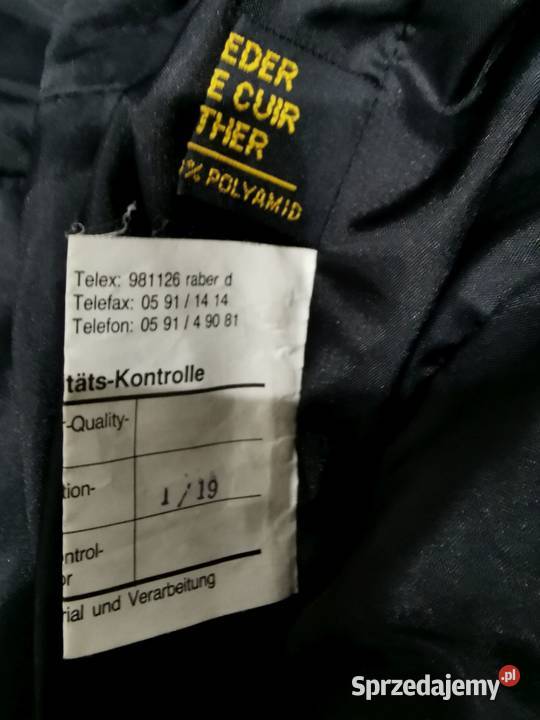 EDER
E CUIR
THER
% POLYAMID
Telex: 981126 raber d
Telefax: 05 91 / 14 14
Telefon: 05 91 / 4 90 81
täts-Kontrolle
-Quality-
tion-
1 / 19
ontrol-
or
rial und Verarbeitung
Sprzedajemy.pl